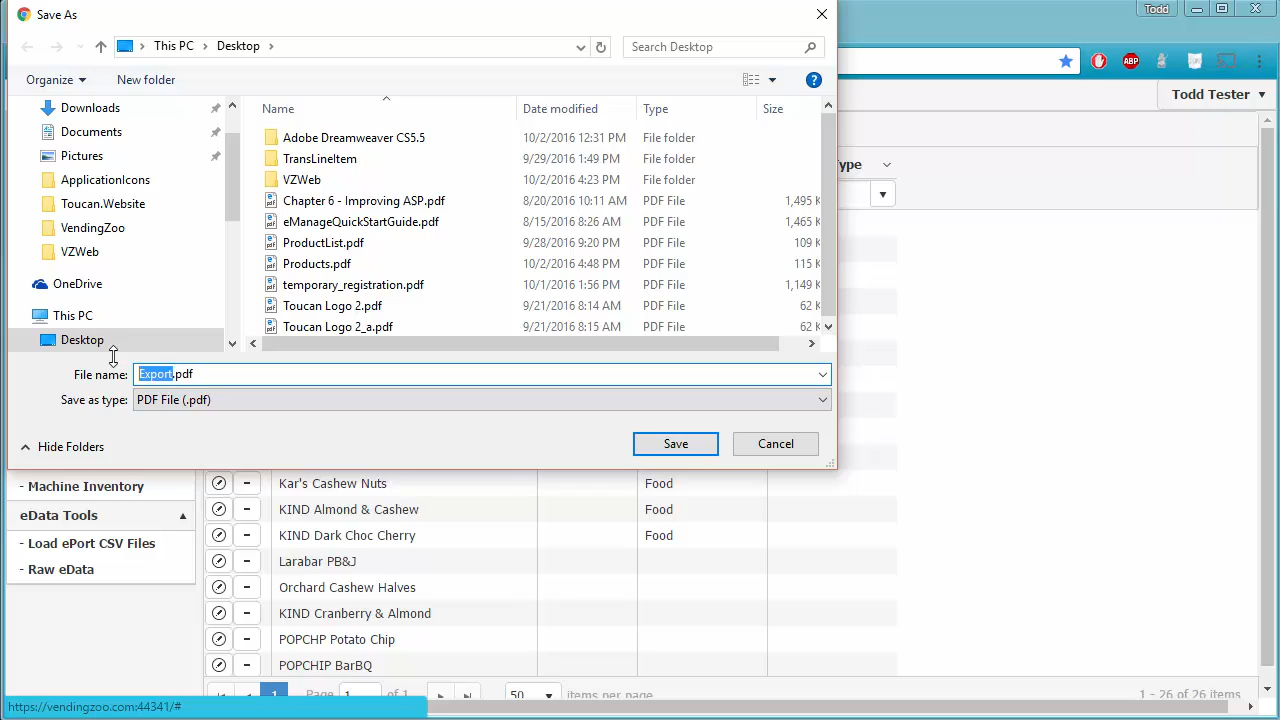 Save As
Todd
This PC > Desktop >
Search Desktop
Organize
New folder
Todd Tester
Name
Date modified
Type
Size
Downloads
Documents
Pictures
ApplicationIcons
Toucan.Website
VendingZoo
VZWeb
OneDrive
This PC
Desktop
Adobe Dreamweaver CS5.5 10/2/2016 12:31 PM File folder
TransLineItem 9/29/2016 1:49 PM File folder
VZWeb 10/2/2016 4:23 PM File folder
Chapter 6 - Improving ASP.pdf 8/20/2016 10:11 AM PDF File 1,495 K
eManageQuickStartGuide.pdf 8/15/2016 8:26 AM PDF File 1,465 K
ProductList.pdf 9/28/2016 9:20 PM PDF File 109 K
Products.pdf 10/2/2016 4:48 PM PDF File 115 K
temporary_registration.pdf 10/1/2016 1:56 PM PDF File 1,149 K
Toucan Logo 2.pdf 9/21/2016 8:14 AM PDF File 62 K
Toucan Logo 2_a.pdf 9/21/2016 8:15 AM PDF File 62 K
ype
ABP
File name: Export.pdf
Save as type: PDF File (.pdf)
Hide Folders
Save
Cancel
- Machine Inventory
eData Tools
- Load ePort CSV Files
- Raw eData
Kar's Cashew Nuts Food
KIND Almond & Cashew Food
KIND Dark Choc Cherry Food
Larabar PB&J
Orchard Cashew Halves
KIND Cranberry & Almond
POPCHP Potato Chip
POPCHIP BarBQ
1 Page 1 of 1 50 items per page 1 - 26 of 26 items
https://vendingzoo.com:44341/#